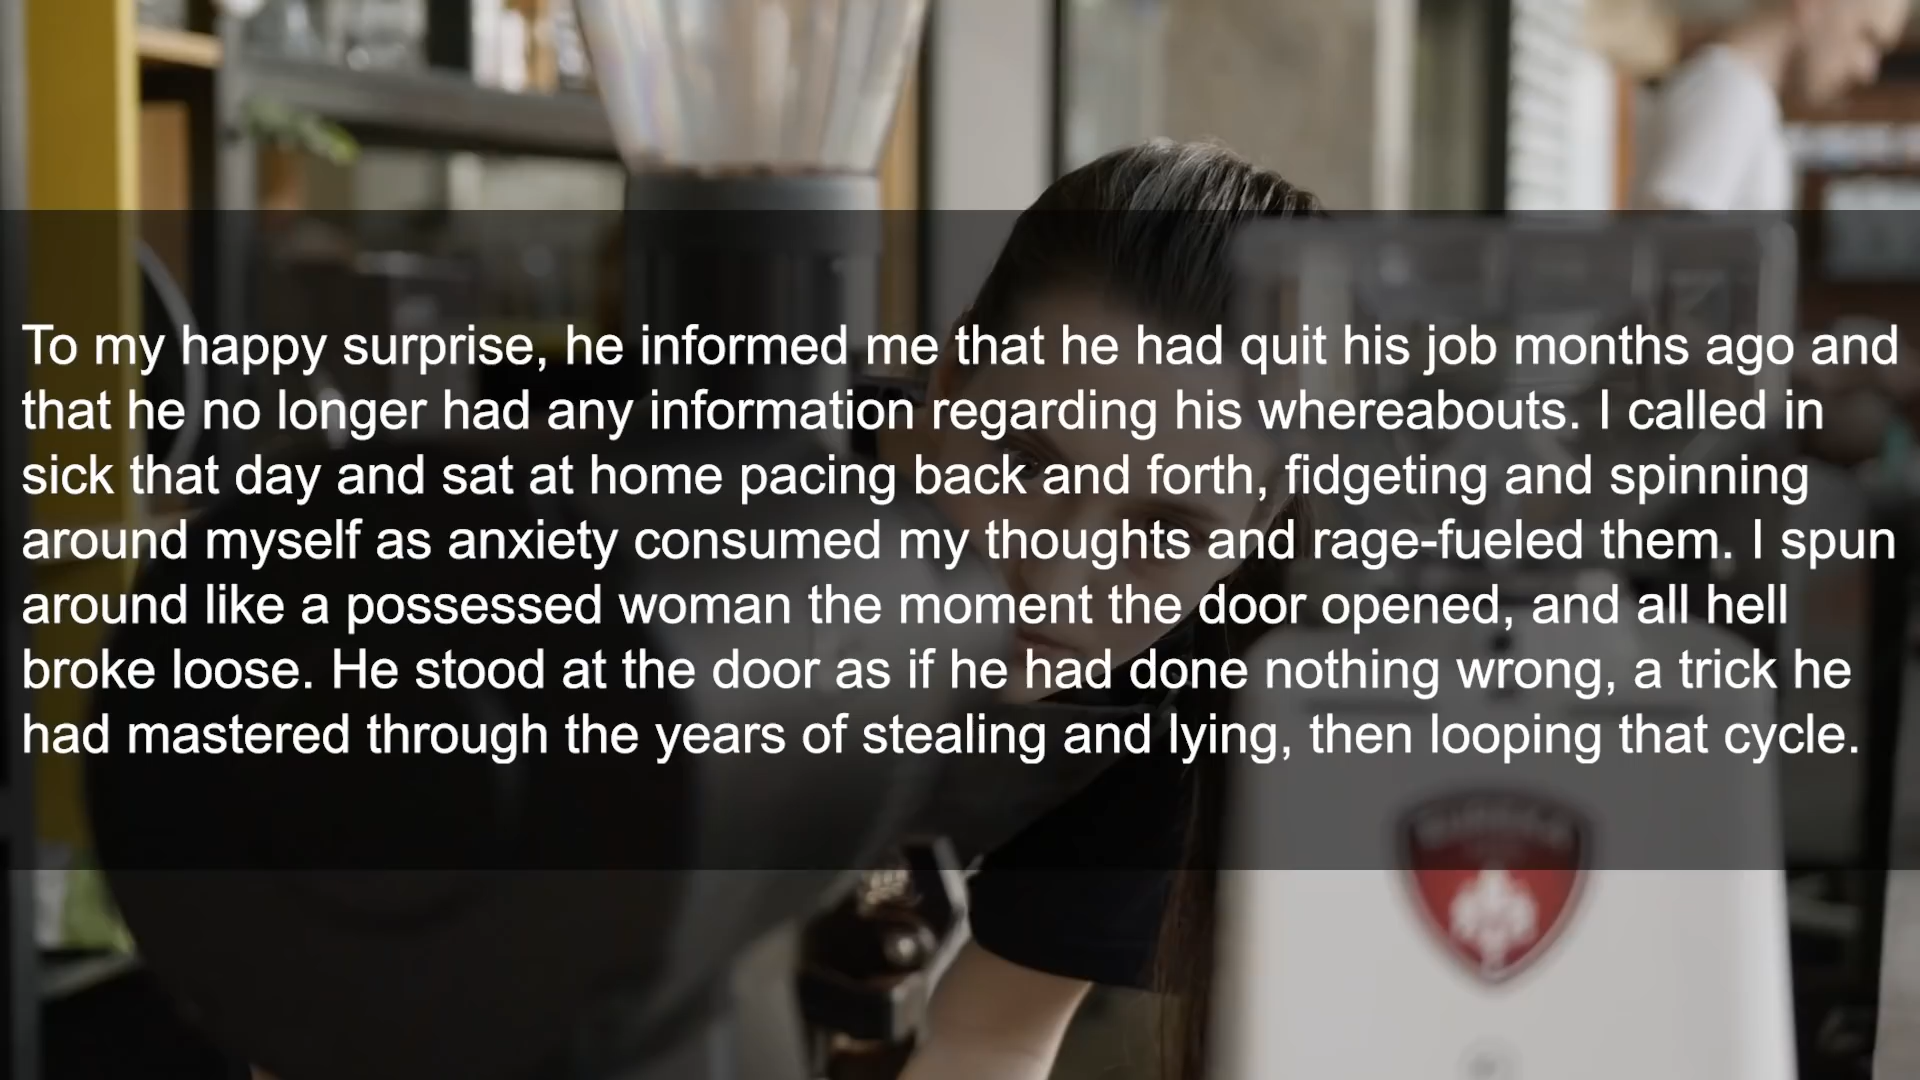 To my happy surprise, he informed me that he had quit his job months ago and
that he no longer had any information regarding his whereabouts. I called in
sick that day and sat at home pacing back and forth, fidgeting and spinning
around myself as anxiety consumed my thoughts and rage-fueled them. I spun
around like a possessed woman the moment the door opened, and all hell
broke loose. He stood at the door as if he had done nothing wrong, a trick he
had mastered through the years of stealing and lying, then looping that cycle.